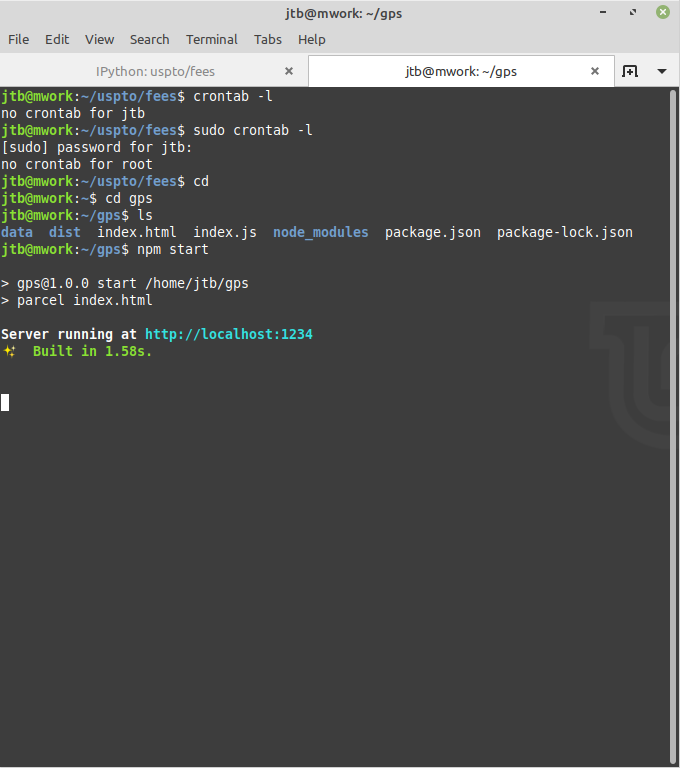 jtb@mwork: ~/gps
File Edit View Search Terminal Tabs Help
IPython: uspto/fees
jtb@mwork: ~/gps
jtb@mwork:~/uspto/fees$ crontab -l
no crontab for jtb
jtb@mwork:~/uspto/fees$ sudo crontab -l
[sudo] password for jtb:
no crontab for root
jtb@mwork:~/uspto/fees$ cd
jtb@mwork:~$ cd gps
jtb@mwork:~/gps$ ls
data dist index.html index.js node_modules package.json package-lock.json
jtb@mwork:~/gps$ npm start
> gps@1.0.0 start /home/jtb/gps
> parcel index.html
Server running at http://localhost:1234
✨ Built in 1.58s.